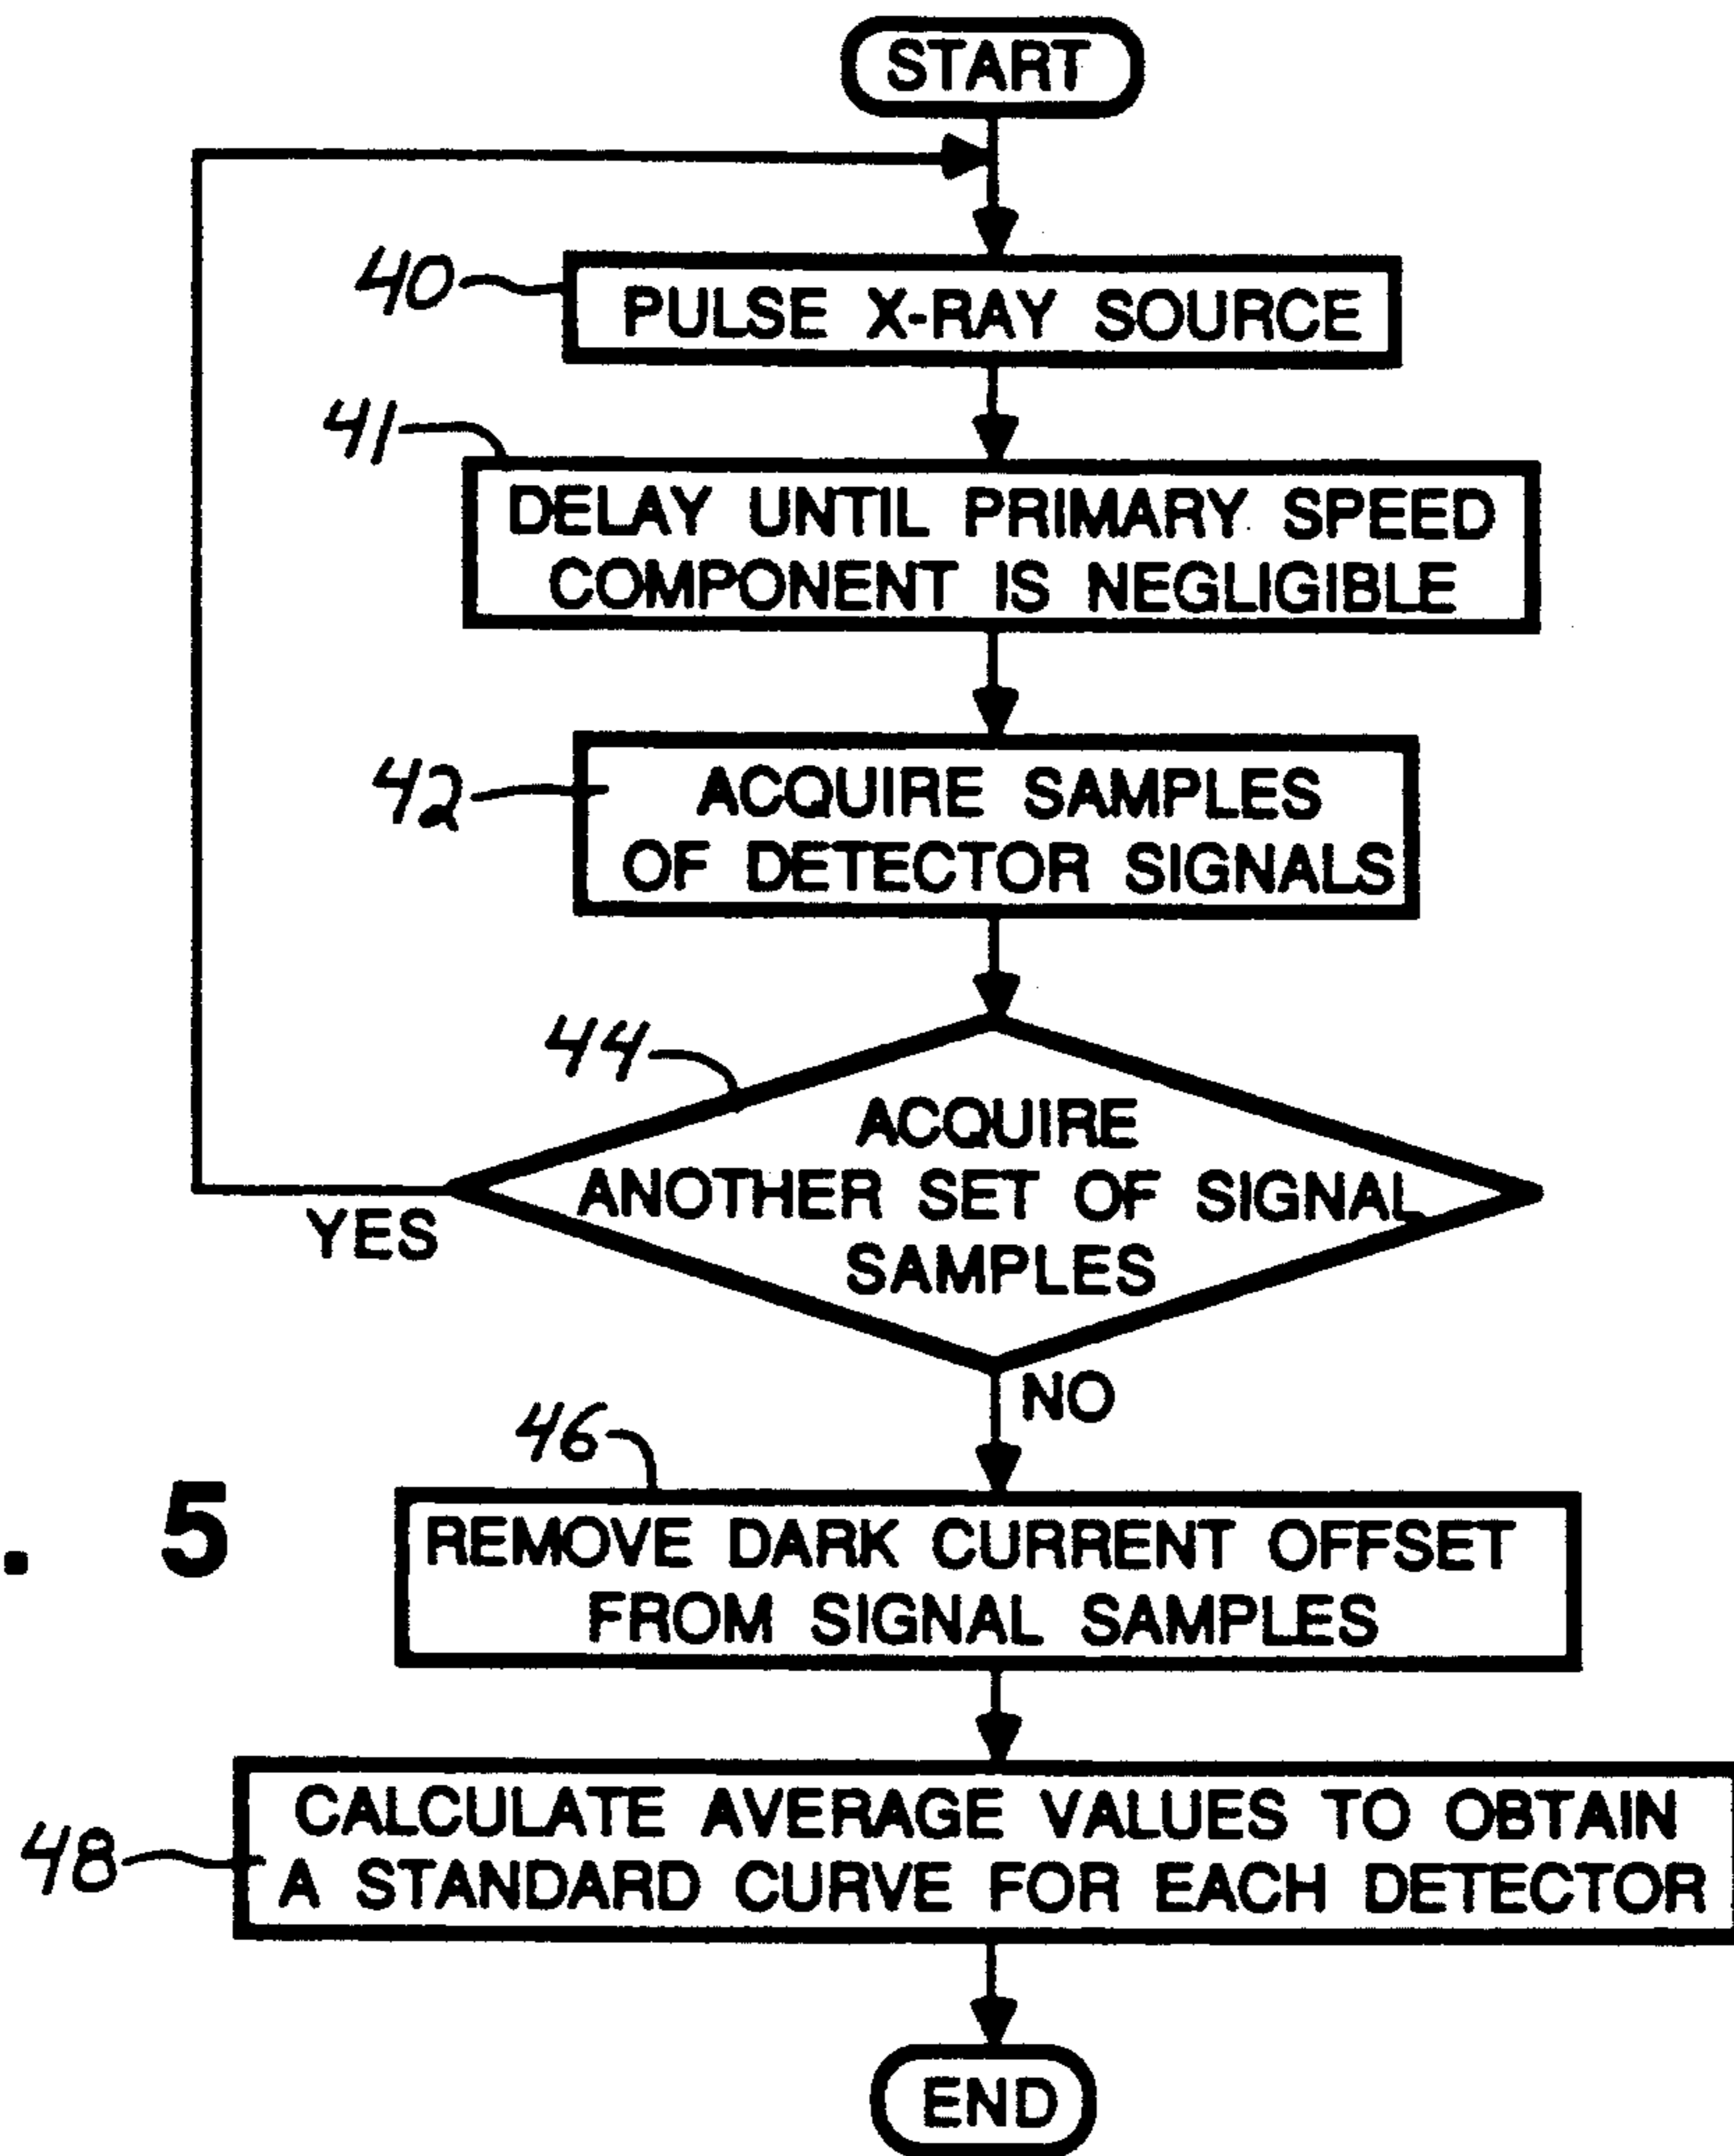 START
40
PULSE X-RAY SOURCE
41
DELAY UNTIL PRIMARY SPEED
COMPONENT IS NEGLIGIBLE
42
ACQUIRE SAMPLES
OF DETECTOR SIGNALS
44
ACQUIRE
ANOTHER SET OF SIGNAL
SAMPLES
YES
NO
46
. 5
REMOVE DARK CURRENT OFFSET
FROM SIGNAL SAMPLES
48
CALCULATE AVERAGE VALUES TO OBTAIN
A STANDARD CURVE FOR EACH DETECTOR
END